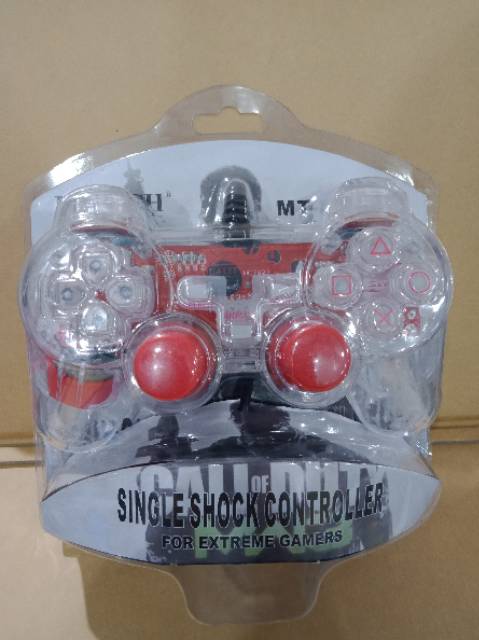 MT
CALL OF DUTY
SINGLE SHOCK CONTROLLER
FOR EXTREME GAMERS